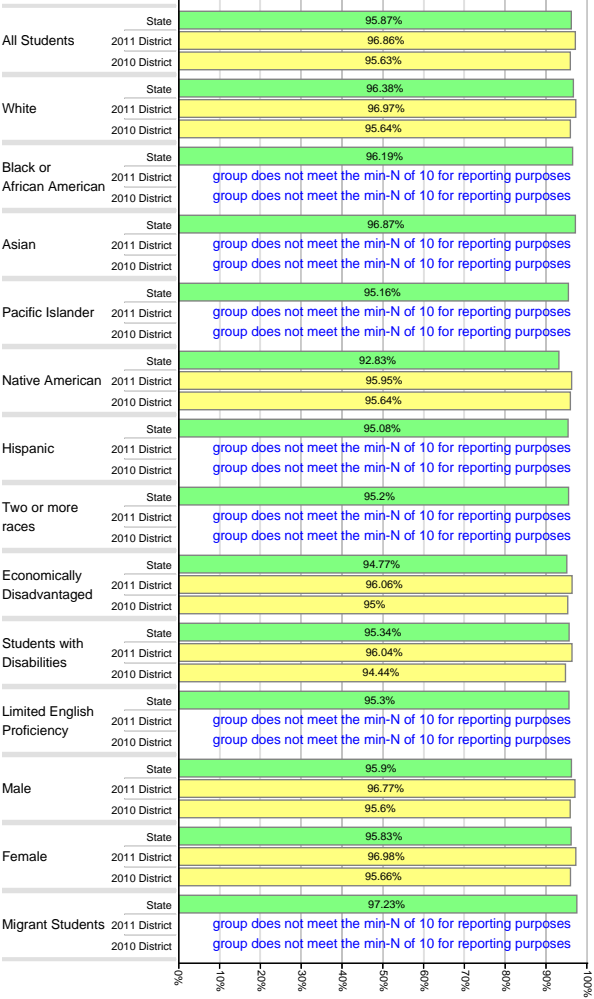 State 95.87%
All Students 2011 District 96.86%
2010 District 95.63%
State 96.38%
White 2011 District 96.97%
2010 District 95.64%
State 96.19%
Black or
African American 2011 District group does not meet the min-N of 10 for reporting purposes
2010 District group does not meet the min-N of 10 for reporting purposes
State 96.87%
Asian 2011 District group does not meet the min-N of 10 for reporting purposes
2010 District group does not meet the min-N of 10 for reporting purposes
State 95.16%
Pacific Islander 2011 District group does not meet the min-N of 10 for reporting purposes
2010 District group does not meet the min-N of 10 for reporting purposes
State 92.83%
Native American 2011 District 95.95%
2010 District 95.64%
State 95.08%
Hispanic 2011 District group does not meet the min-N of 10 for reporting purposes
2010 District group does not meet the min-N of 10 for reporting purposes
State 95.2%
Two or more
races 2011 District group does not meet the min-N of 10 for reporting purposes
2010 District group does not meet the min-N of 10 for reporting purposes
State 94.77%
Economically
Disadvantaged 2011 District 96.06%
2010 District 95%
State 95.34%
Students with
Disabilities 2011 District 96.04%
2010 District 94.44%
State 95.3%
Limited English
Proficiency 2011 District group does not meet the min-N of 10 for reporting purposes
2010 District group does not meet the min-N of 10 for reporting purposes
State 95.9%
Male 2011 District 96.77%
2010 District 95.6%
State 95.83%
Female 2011 District 96.98%
2010 District 95.66%
State 97.23%
Migrant Students 2011 District group does not meet the min-N of 10 for reporting purposes
2010 District group does not meet the min-N of 10 for reporting purposes
0% 10% 20% 30% 40% 50% 60% 70% 80% 90% 100%